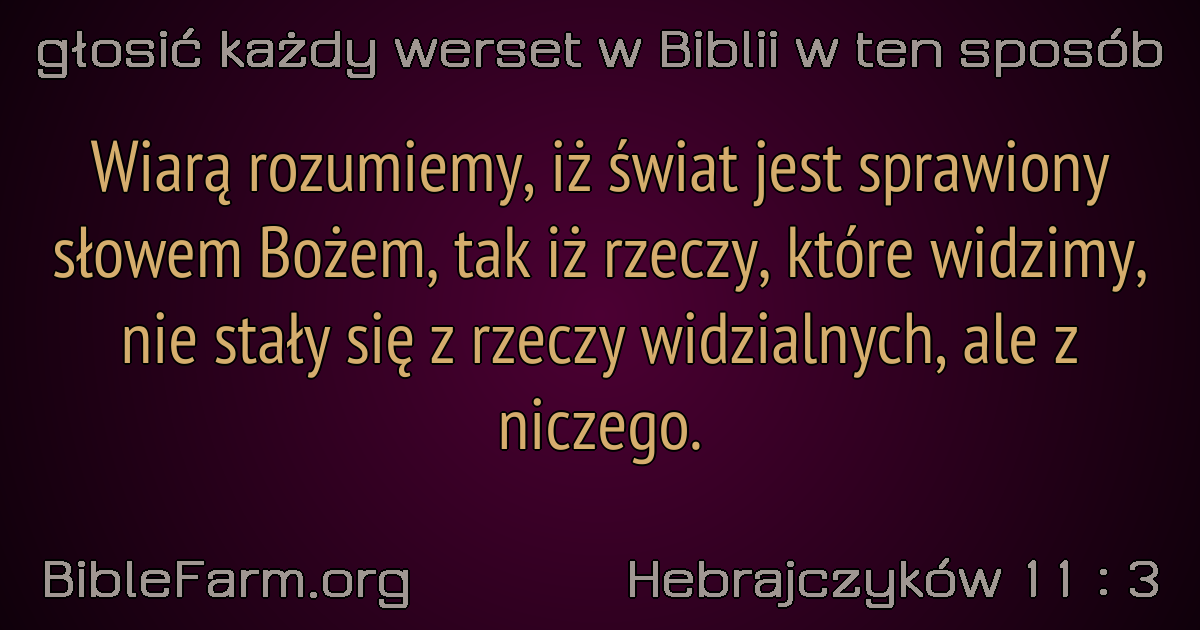 głosić każdy werset w Biblii w ten sposób
Wiarą rozumiemy, iż świat jest sprawiony
słowem Bożem, tak iż rzeczy, które widzimy,
nie stały się z rzeczy widzialnych, ale z
niczego.
BibleFarm.org
Hebrajczyków 11 : 3